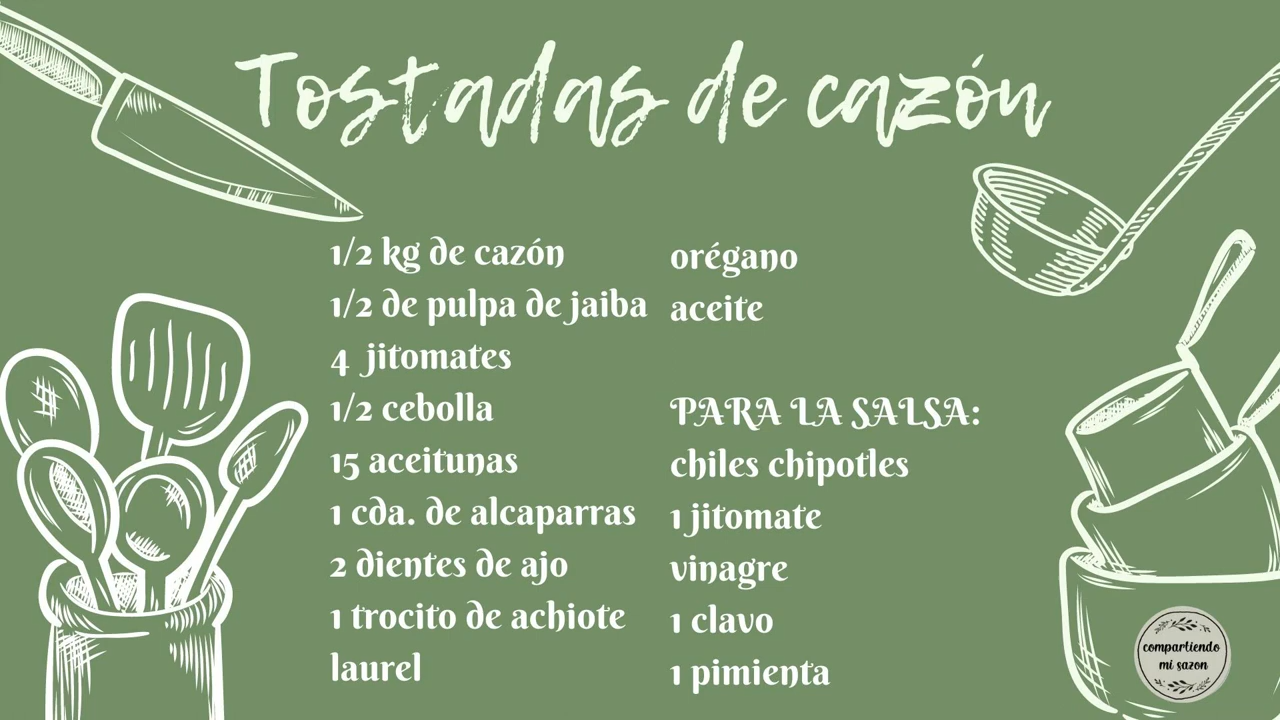 Tostadas de cazón
1/2 kg de cazón
1/2 de pulpa de jaiba
4 jitomates
1/2 cebolla
15 aceitunas
1 cda. de alcaparras
2 dientes de ajo
1 trocito de achiote
laurel
orégano
aceite
PARA LA SALSA:
chiles chipotles
1 jitomate
vinagre
1 clavo
1 pimienta
compartiendo
mi sazon